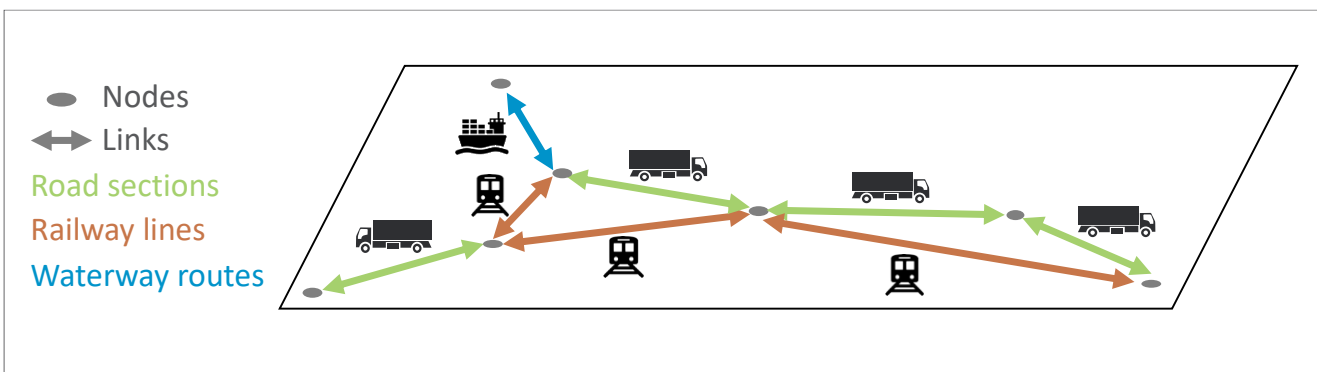 Nodes
Links
Road sections
Railway lines
Waterway routes